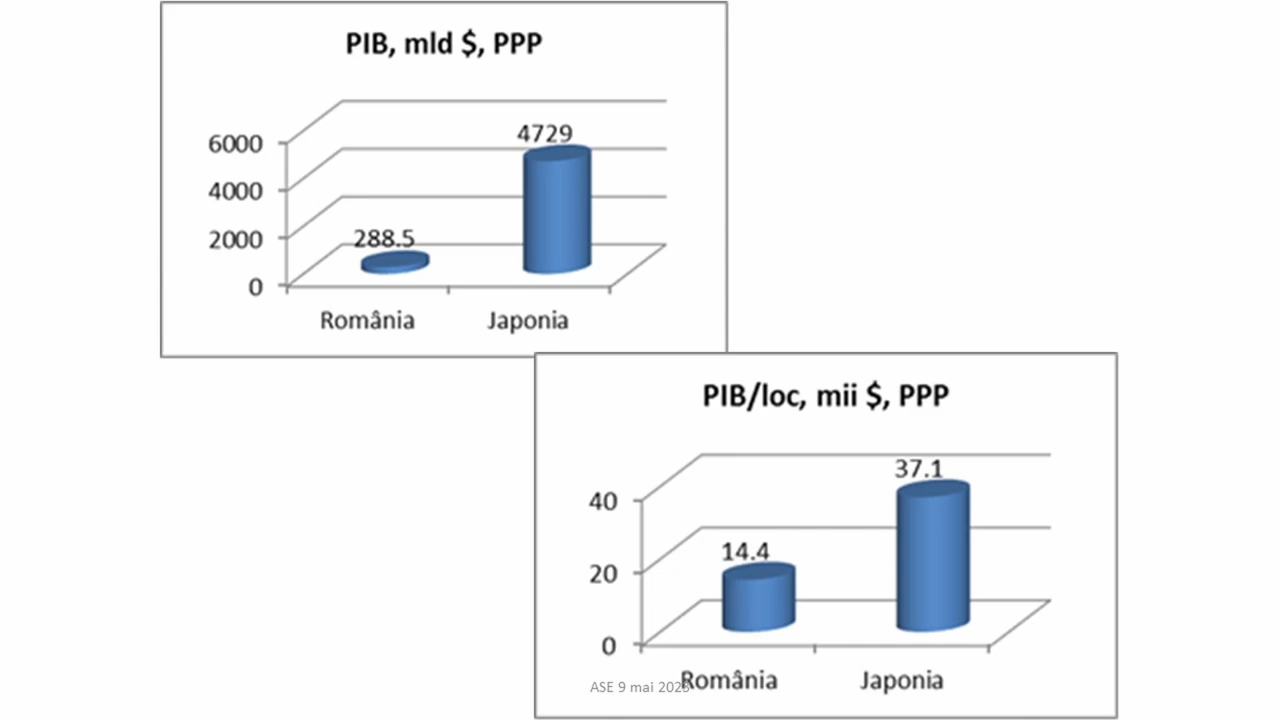 PIB, mld $, PPP
6000
4000
2000
0
288.5
4729
România
Japonia
PIB/loc, mii $, PPP
40
20
0
14.4
37.1
România
Japonia
ASE 9 mai 2023